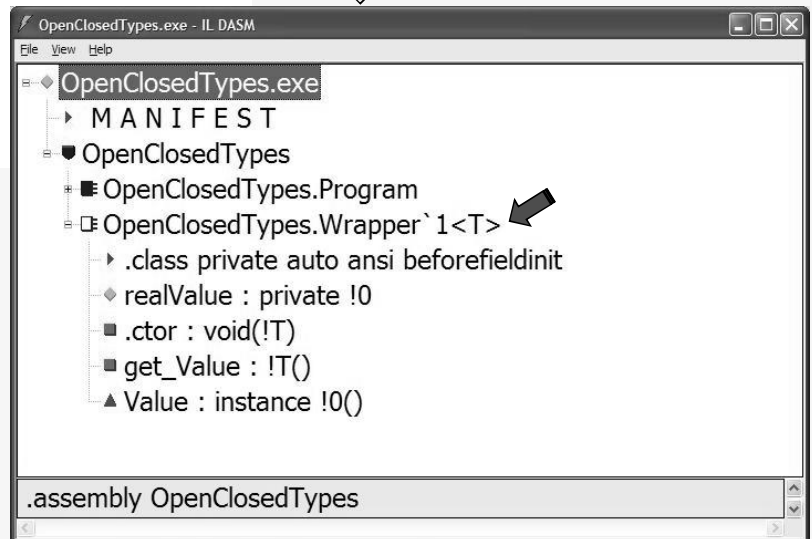 OpenClosedTypes.exe - IL DASM
File View Help
OpenClosedTypes.exe
M A N I F E S T
OpenClosedTypes
OpenClosedTypes.Program
OpenClosedTypes.Wrapper`1<T>
.class private auto ansi beforefieldinit
realValue : private !0
.ctor : void(!T)
get_Value : !T()
Value : instance !0()
.assembly OpenClosedTypes